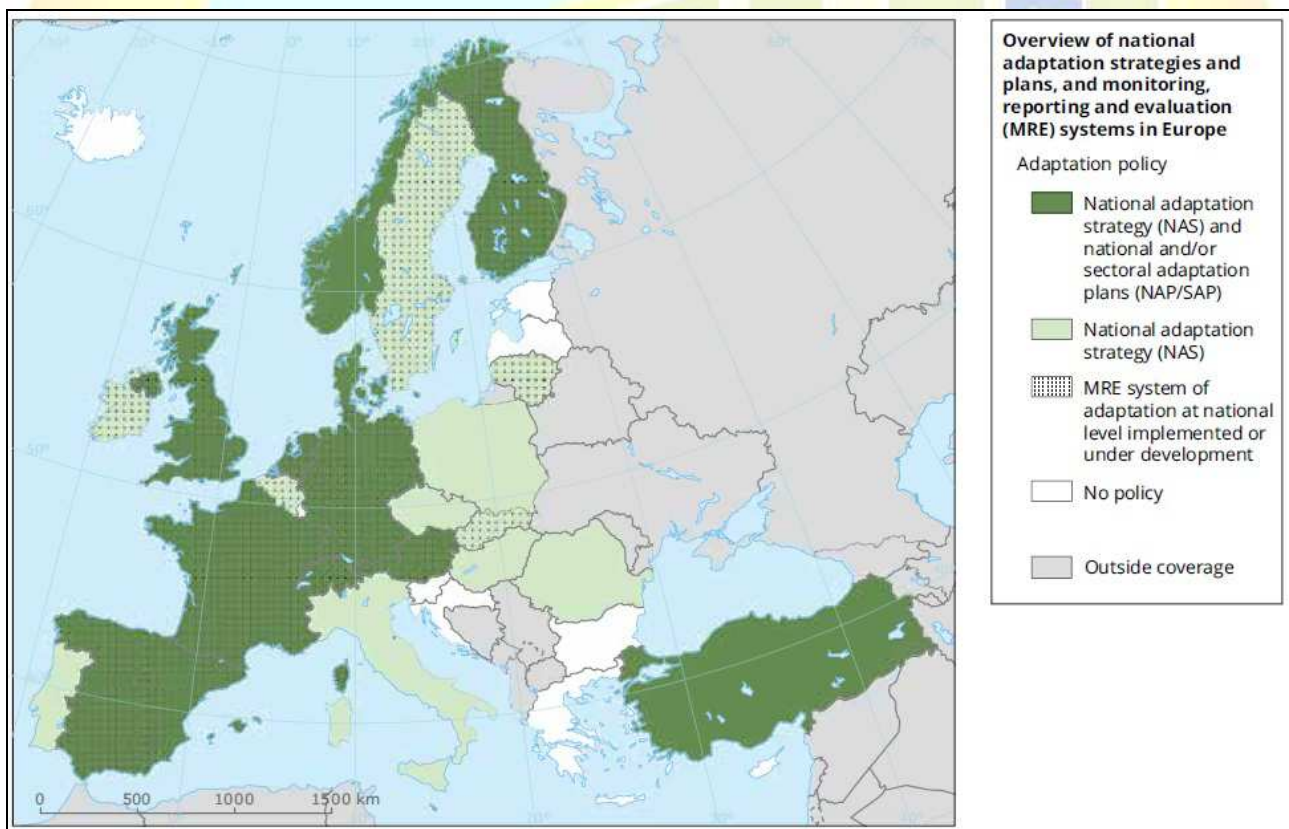 Overview of national
adaptation strategies and
plans, and monitoring,
reporting and evaluation
(MRE) systems in Europe
Adaptation policy
National adaptation
strategy (NAS) and
national and/or
sectoral adaptation
plans (NAP/SAP)
National adaptation
strategy (NAS)
MRE system of
adaptation at national
level implemented or
under development
No policy
Outside coverage
0 500 1000 1500 km